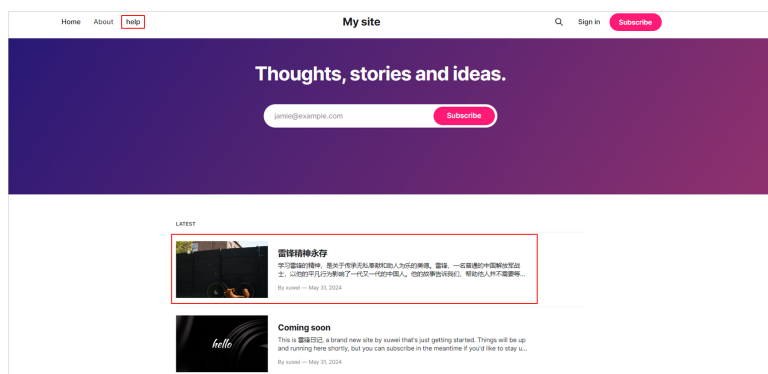 Home About help My site Sign in Subscribe
Thoughts, stories and ideas.
jamie@example.com Subscribe
LATEST
雷锋精神永存
学习雷锋的精神，是关于传承无私奉献和助人为乐的美德。雷锋，一名普通的中国解放军战
士，以他的平凡行为影响了一代又一代的中国人。他的故事告诉我们，帮助他人并不需要等...
By xuwei — May 31, 2024
hello
Coming soon
This is 雷锋日记, a brand new site by xuwei that's just getting started. Things will be up
and running here shortly, but you can subscribe in the meantime if you'd like to stay u...
By xuwei — May 31, 2024